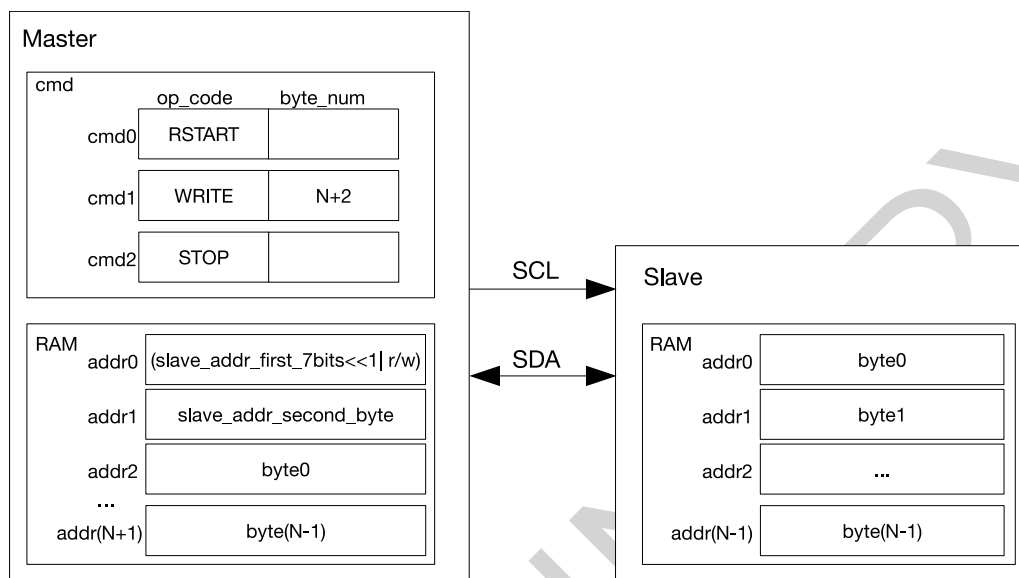 Master
cmd
op_code byte_num
cmd0 RSTART
cmd1 WRITE N+2
cmd2 STOP
RAM
addr0 (slave_addr_first_7bits<<1| r/w)
addr1 slave_addr_second_byte
addr2 byte0
...
addr(N+1) byte(N-1)
SCL
SDA
Slave
RAM
addr0 byte0
addr1 byte1
addr2 ...
addr(N-1) byte(N-1)